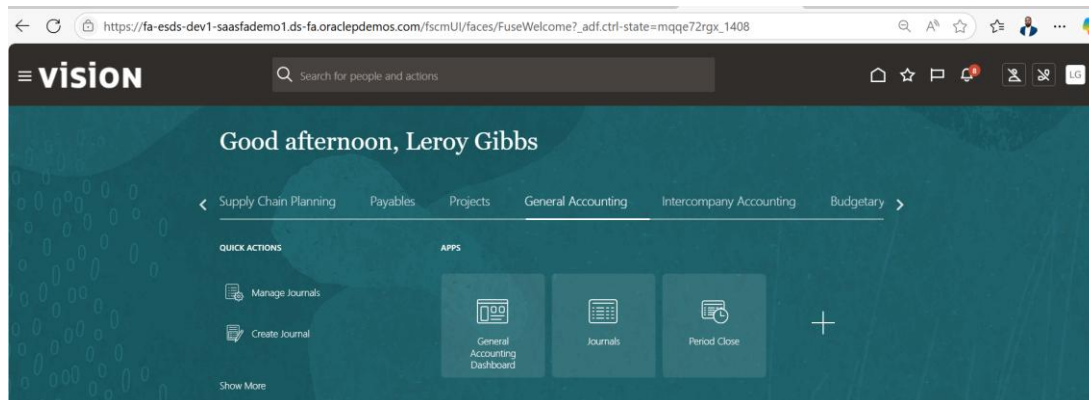 https://fa-esds-dev1-saasfademo1.ds-fa.oraclepdemos.com/fscmUI/faces/FuseWelcome?_adf.ctrl-state=mqqe72rgx_1408
vision
Search for people and actions
8
LG
Good afternoon, Leroy Gibbs
Supply Chain Planning Payables Projects General Accounting Intercompany Accounting Budgetary
QUICK ACTIONS
APPS
Manage Journals
Create Journal
Show More
General
Accounting
Dashboard
Journals
Period Close